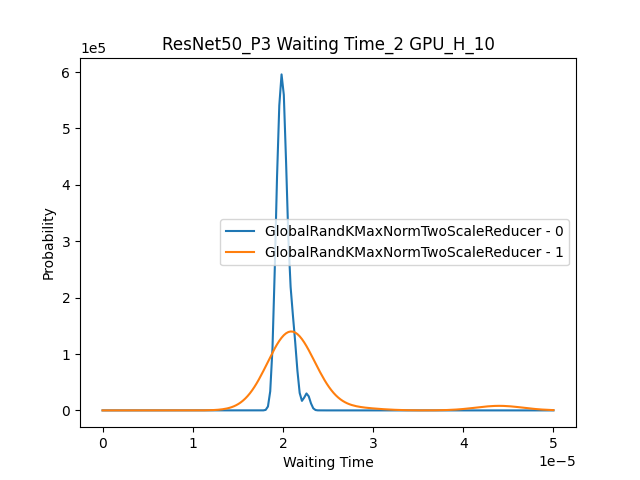 ResNet50_P3 Waiting Time_2 GPU_H_10
1e5
6
5
4
3
2
1
0
Probability
GlobalRandKMaxNormTwoScaleReducer - 0
GlobalRandKMaxNormTwoScaleReducer - 1
0 1 2 3 4 5
1e−5
Waiting Time